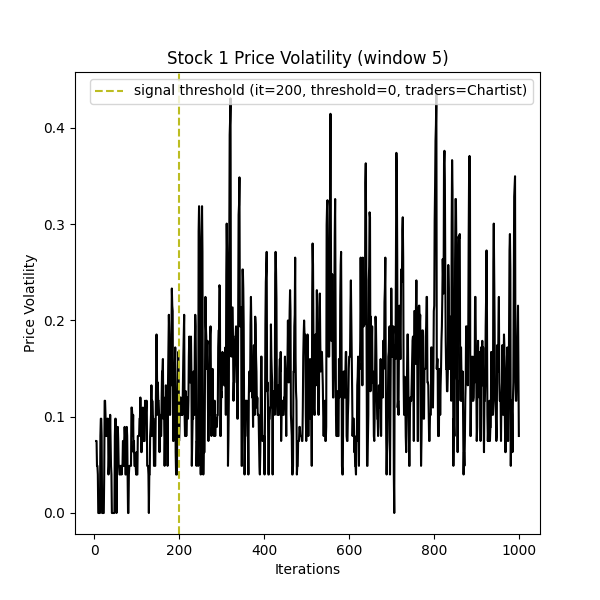 Stock 1 Price Volatility (window 5)
signal threshold (it=200, threshold=0, traders=Chartist)
Price Volatility
0.4
0.3
0.2
0.1
0.0
0
200
400
600
800
1000
Iterations